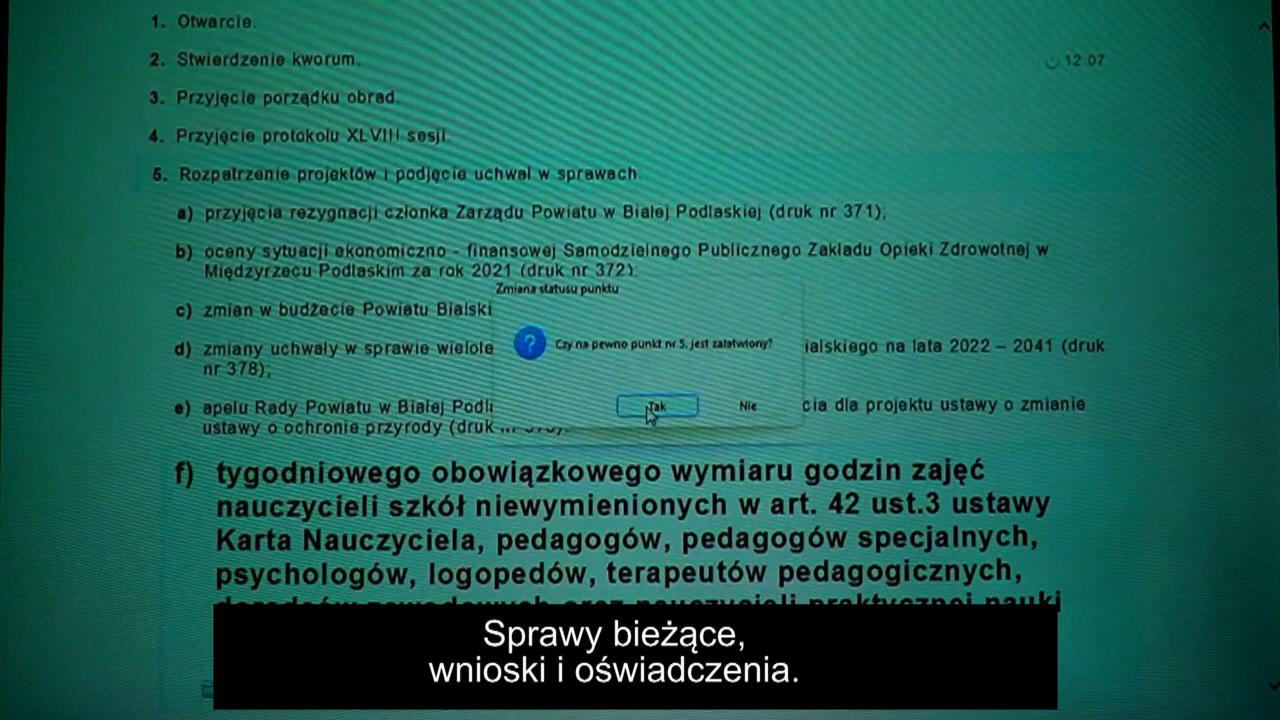 1. Otwarcie.
2. Stwierdzenie kworum.
12:07
3. Przyjęcie porządku obrad.
4. Przyjęcie protokołu XLVIII sesji.
5. Rozpatrzenie projektów i podjęcie uchwał w sprawach:
a) przyjęcia rezygnacji członka Zarządu Powiatu w Białej Podlaskiej (druk nr 371);
b) oceny sytuacji ekonomiczno - finansowej Samodzielnego Publicznego Zakładu Opieki Zdrowotnej w
Międzyrzecu Podlaskim za rok 2021 (druk nr 372);
Zmiana statusu punktu
c) zmian w budżecie Powiatu Bialski
Czy na pewno punkt nr 5. jest załatwiony?
d) zmiany uchwały w sprawie wielole ialskiego na lata 2022 – 2041 (druk
nr 378);
Tak Nie
e) apelu Rady Powiatu w Białej Podl cia dla projektu ustawy o zmianie
ustawy o ochronie przyrody (druk
f) tygodniowego obowiązkowego wymiaru godzin zajęć
nauczycieli szkół niewymienionych w art. 42 ust.3 ustawy
Karta Nauczyciela, pedagogów, pedagogów specjalnych,
psychologów, logopedów, terapeutów pedagogicznych,
doradców zawodowych oraz nauczycieli praktycznej nauki
Sprawy bieżące,
wnioski i oświadczenia.